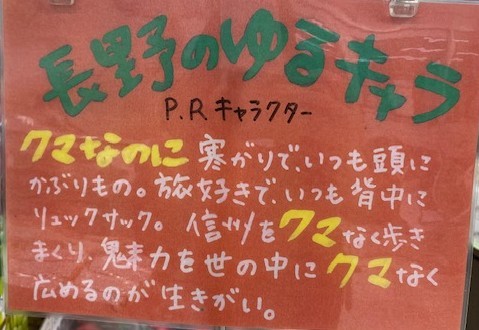 長野のゆるキャラ
P.Rキャラクター
クマなのに寒がりで、いつも頭に
かぶりもの。旅好きで、いつも背中に
リュックサック。信州をクマなく歩き
まくり、魅力を世の中にクマなく
広めるのが生きがい。